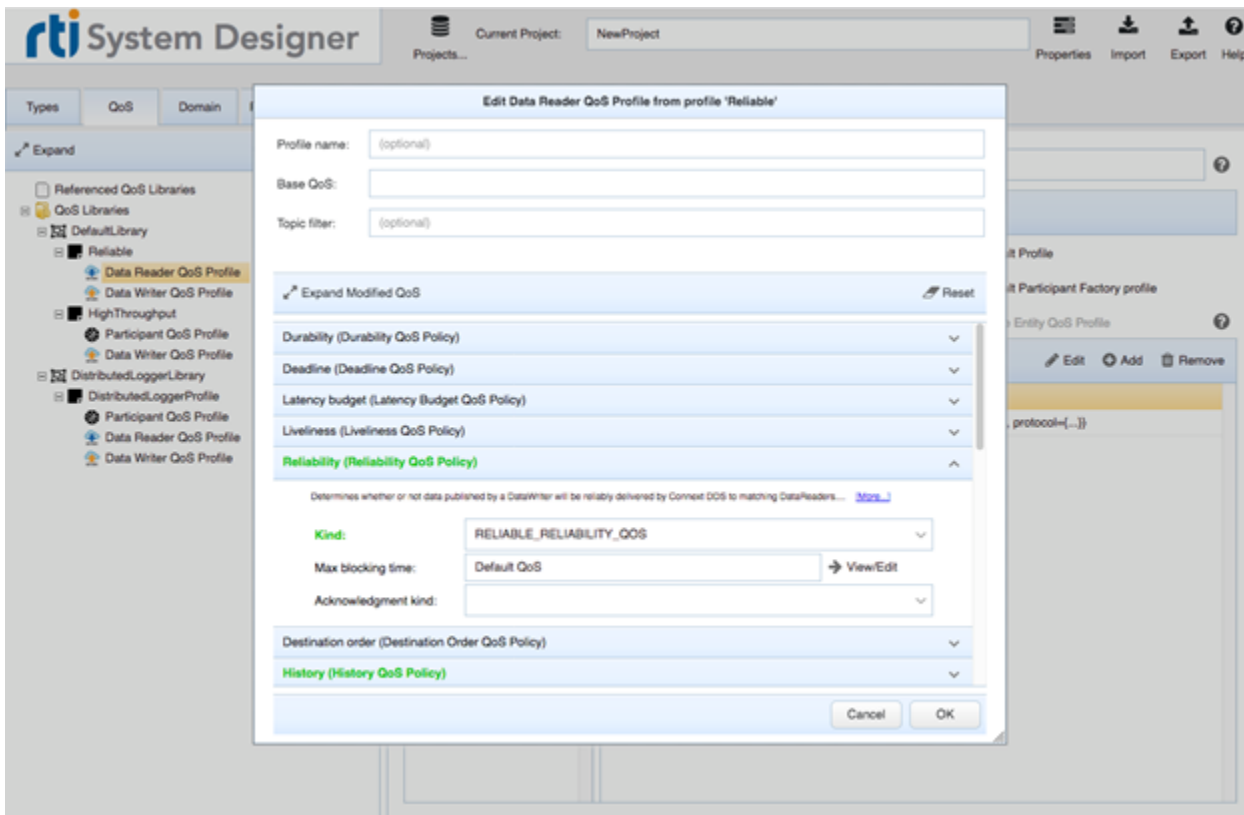 rti System Designer
Projects...
Current Project:
NewProject
Properties
Import
Export
Help
Types
QoS
Domain
Expand
Referenced QoS Libraries
QoS Libraries
DefaultLibrary
Reliable
Data Reader QoS Profile
Data Writer QoS Profile
HighThroughput
Participant QoS Profile
Data Writer QoS Profile
DistributedLoggerLibrary
DistributedLoggerProfile
Participant QoS Profile
Data Reader QoS Profile
Data Writer QoS Profile
Edit Data Reader QoS Profile from profile 'Reliable'
Profile name:
(optional)
Base QoS:
Topic filter:
(optional)
Expand Modified QoS
Reset
Durability (Durability QoS Policy)
Deadline (Deadline QoS Policy)
Latency budget (Latency Budget QoS Policy)
Liveliness (Liveliness QoS Policy)
Reliability (Reliability QoS Policy)
Determines whether or not data published by a DataWriter will be reliably delivered by Connext DDS to matching DataReaders.... [More...]
Kind:
RELIABLE_RELIABILITY_QOS
Max blocking time:
Default QoS
View/Edit
Acknowledgment kind:
Destination order (Destination Order QoS Policy)
History (History QoS Policy)
Cancel
OK
Profile
Participant Factory profile
Entity QoS Profile
Edit
Add
Remove
, protocol={...}}